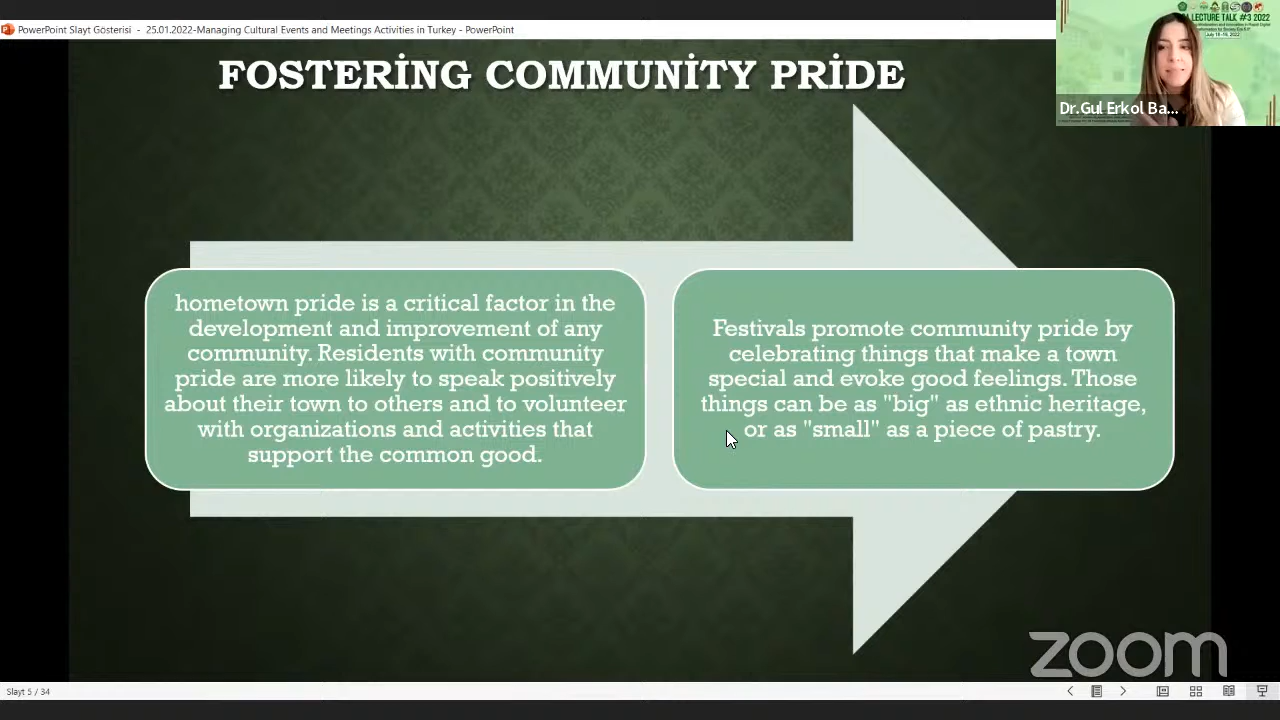 PowerPoint Slayt Gösterisi - 25.01.2022-Managing Cultural Events and Meetings Activities in Turkey - PowerPoint
LECTURE TALK #3 2022
July 18-19, 2022
Dr.Gul Erkol Ba...
FOSTERİNG COMMUNİTY PRİDE
hometown pride is a critical factor in the
development and improvement of any
community. Residents with community
pride are more likely to speak positively
about their town to others and to volunteer
with organizations and activities that
support the common good.
Festivals promote community pride by
celebrating things that make a town
special and evoke good feelings. Those
things can be as "big" as ethnic heritage,
or as "small" as a piece of pastry.
zoom
Slayt 5 / 34